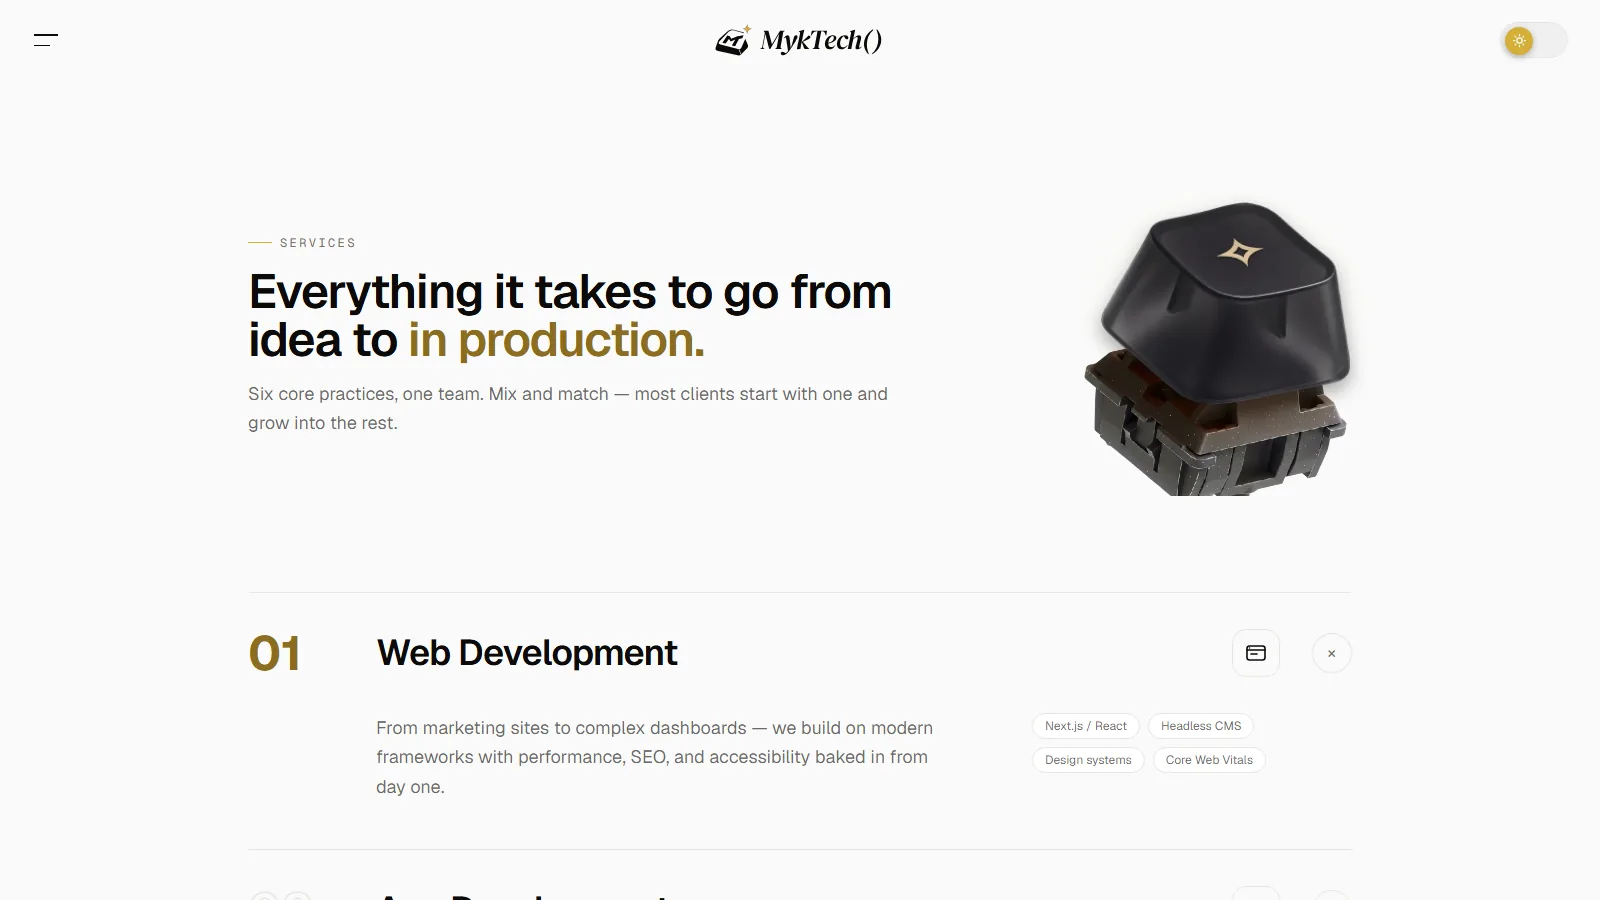 MykTech()
SERVICES
Everything it takes to go from
idea to in production.
Six core practices, one team. Mix and match — most clients start with one and
grow into the rest.
01
Web Development
From marketing sites to complex dashboards — we build on modern
frameworks with performance, SEO, and accessibility baked in from
day one.
Next.js / React
Headless CMS
Design systems
Core Web Vitals